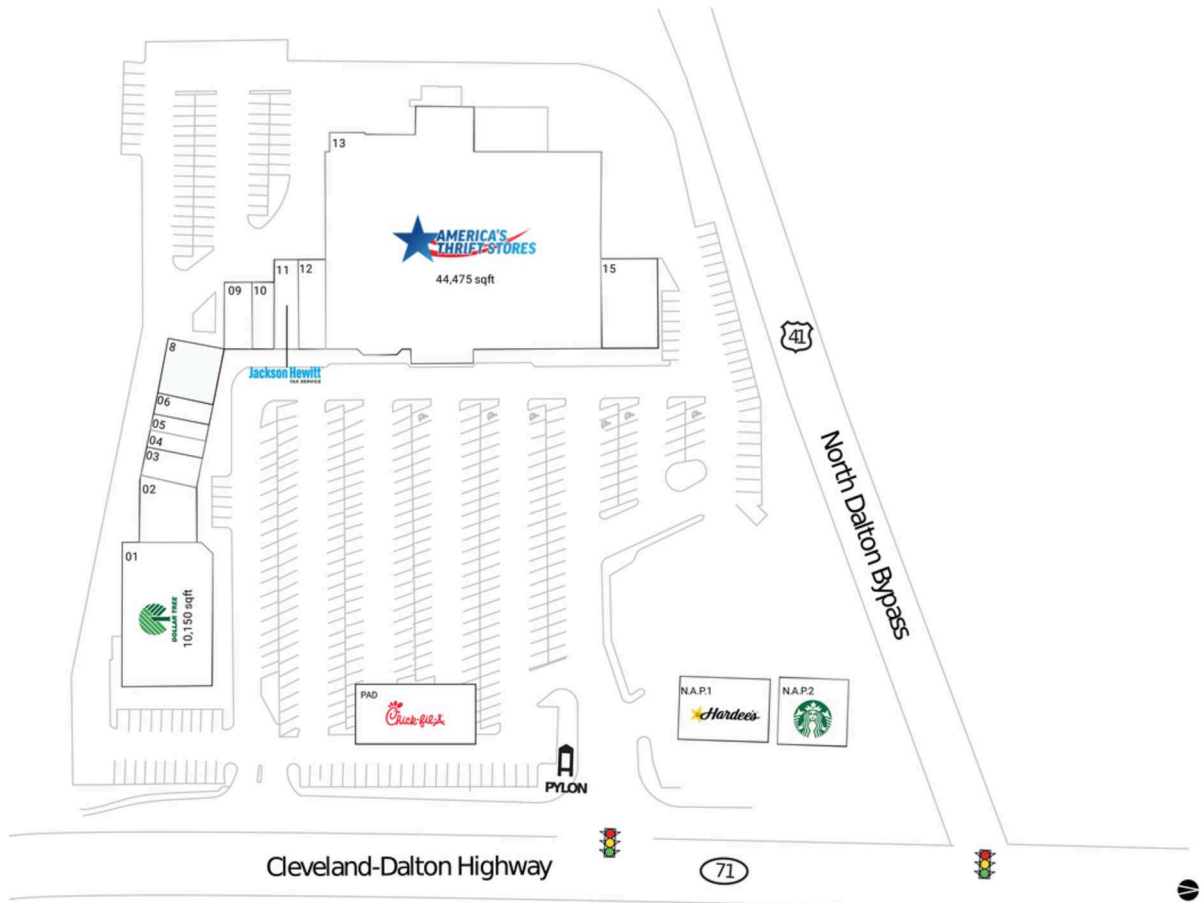 13
AMERICA'S
THRIFT STORES
44,475 sqft
11
12
15
09
10
8
Jackson Hewitt
TAX SERVICE
06
05
04
03
02
01
DOLLAR TREE
10,150 sqft
41
North Dalton Bypass
PAD
Chick-fil-A
N.A.P.1
Hardee's
N.A.P.2
PYLON
Cleveland-Dalton Highway
71